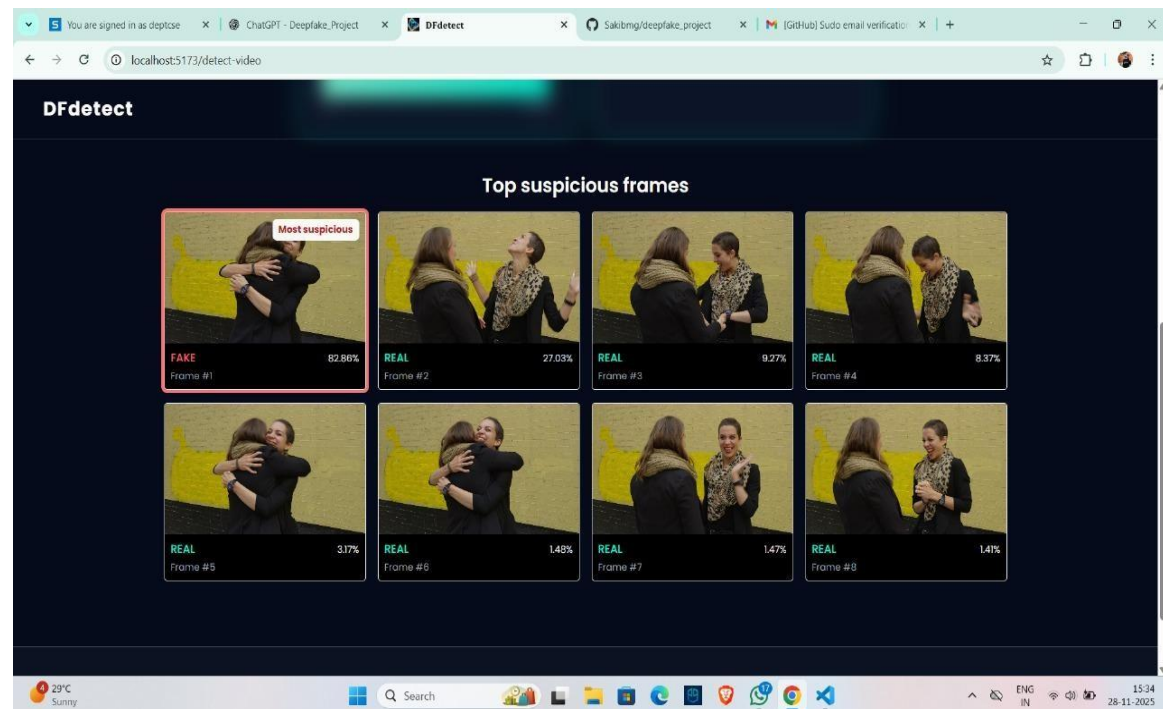 You are signed in as deptcse
ChatGPT - Deepfake_Project
DFdetect
Sakibmg/deepfake_project
[GitHub] Sudo email verification
localhost:5173/detect-video
DFdetect
Top suspicious frames
Most suspicious
FAKE 82.86%
Frame #1
REAL 27.03%
Frame #2
REAL 9.27%
Frame #3
REAL 8.37%
Frame #4
REAL 3.17%
Frame #5
REAL 1.48%
Frame #6
REAL 1.47%
Frame #7
REAL 1.41%
Frame #8
4
29°C
Sunny
Search
ENG
IN
15:34
28-11-2025